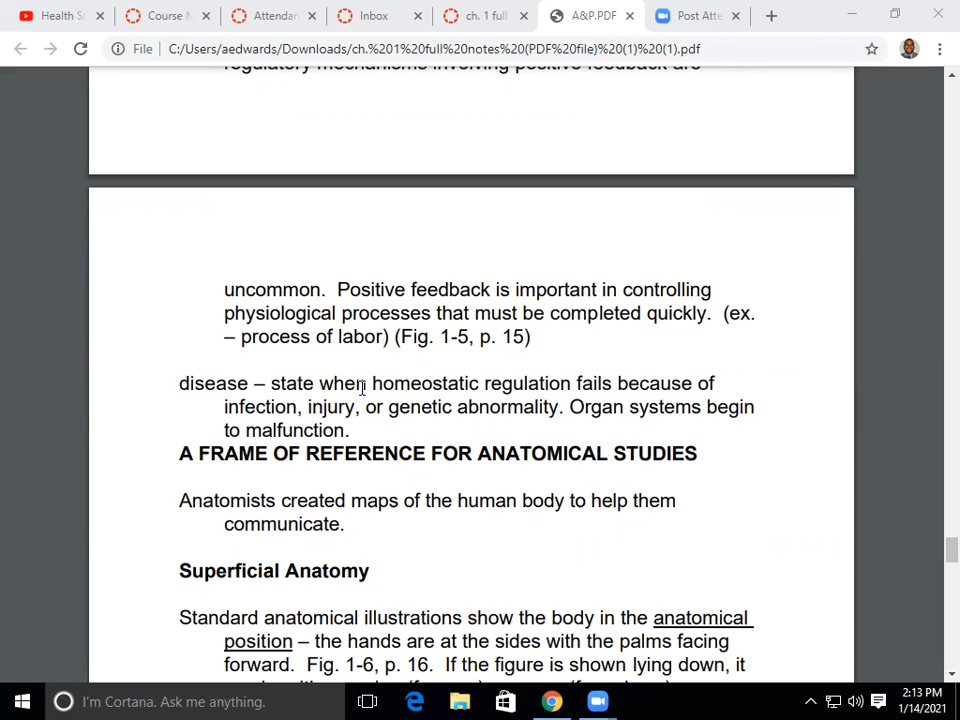 Health S
Course M
Attendan
Inbox
ch. 1 full
A&P.PDF
Post Atte
File
C:/Users/aedwards/Downloads/ch.%201%20full%20notes%20(PDF%20file)%20(1)%20(1).pdf
regulatory mechanisms involving positive feedback are
uncommon. Positive feedback is important in controlling
physiological processes that must be completed quickly. (ex.
– process of labor) (Fig. 1-5, p. 15)
disease – state when homeostatic regulation fails because of
infection, injury, or genetic abnormality. Organ systems begin
to malfunction.
A FRAME OF REFERENCE FOR ANATOMICAL STUDIES
Anatomists created maps of the human body to help them
communicate.
Superficial Anatomy
Standard anatomical illustrations show the body in the anatomical
position – the hands are at the sides with the palms facing
forward. Fig. 1-6, p. 16. If the figure is shown lying down, it
I'm Cortana. Ask me anything.
2:13 PM
1/14/2021